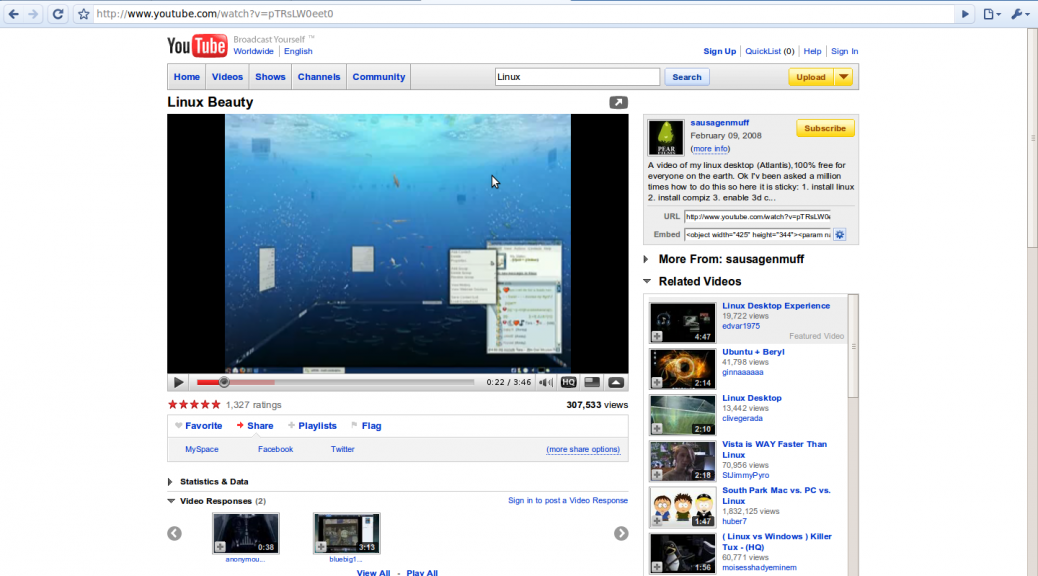 http://www.youtube.com/watch?v=pTRsLW0eet0
YouTube
Broadcast Yourself ™
Worldwide | English
Sign Up | QuickList (0) | Help | Sign In
Home Videos Shows Channels Community
Linux
Search
Upload
Linux Beauty
0:22 / 3:46
HQ
1,327 ratings
307,533 views
Favorite Share Playlists Flag
MySpace Facebook Twitter (more share options)
Statistics & Data
Video Responses (2)
Sign in to post a Video Response
0:38
anonymou...
3:13
bluebig1...
View All - Play All
PEAR
sausagenmuff
February 09, 2008
(more info)
Subscribe
A video of my linux desktop (Atlantis),100% free for
everyone on the earth. Ok I'v been asked a million
times how to do this so here it is sticky: 1. install linux
2. install compiz 3. enable 3d c...
URL http://www.youtube.com/watch?v=pTRsLW0
Embed <object width="425" height="344"><param n
More From: sausagenmuff
Related Videos
4:47
Linux Desktop Experience
19,722 views
edvar1975
Featured Video
2:14
Ubuntu + Beryl
41,798 views
ginnaaaaaa
2:10
Linux Desktop
13,442 views
clivegerada
2:18
Vista is WAY Faster Than
Linux
70,956 views
StJimmyPyro
1:47
South Park Mac vs. PC vs.
Linux
1,832,125 views
huber7
1:56
( Linux vs Windows ) Killer
Tux - (HQ)
60,771 views
moisesshadyeminem